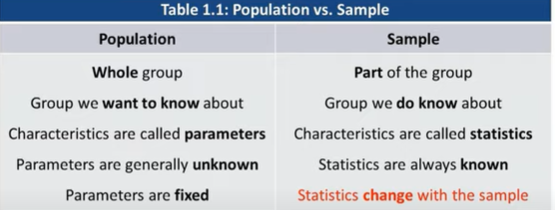 Table 1.1: Population vs. Sample
Population Sample
Whole group Part of the group
Group we want to know about Group we do know about
Characteristics are called parameters Characteristics are called statistics
Parameters are generally unknown Statistics are always known
Parameters are fixed Statistics change with the sample